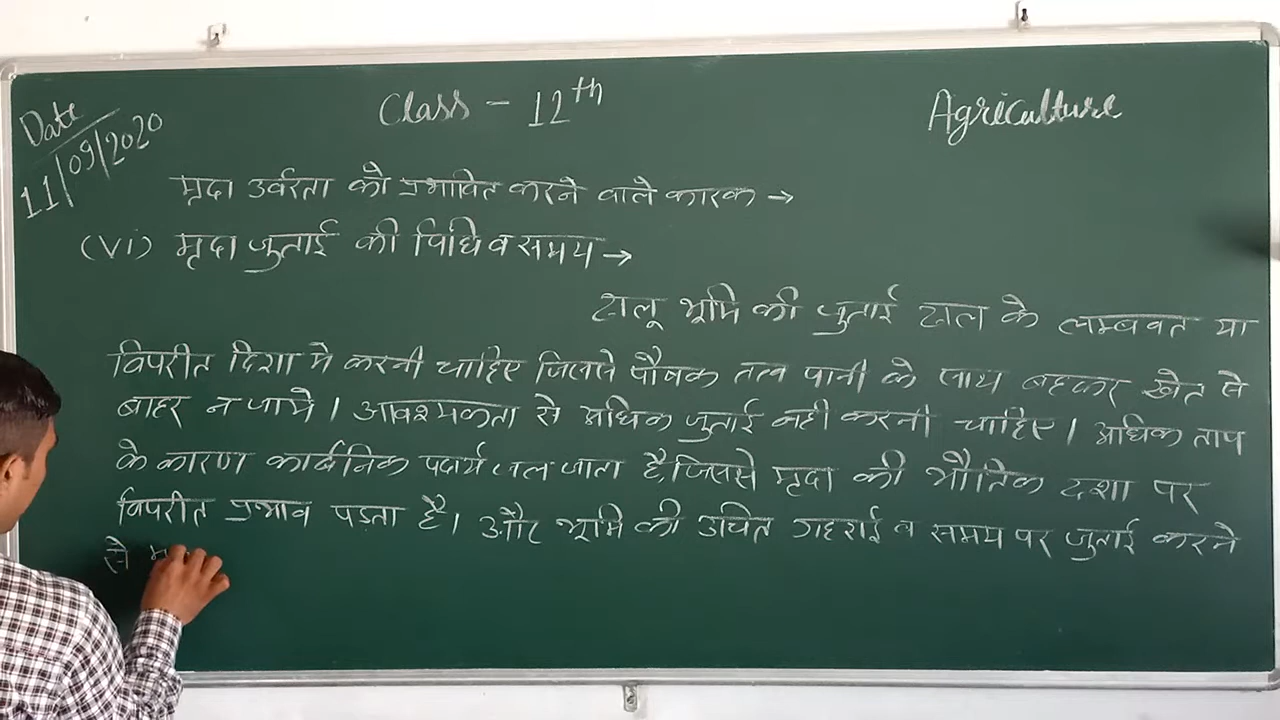 Date
11/09/2020
Class - 12th
Agriculture
मृदा उर्वरता को प्रभावित करने वाले कारक →
(vi) मृदा जुताई की विधि व समय →
ढालू भूमि की जुताई ढाल के लम्बवत या
विपरीत दिशा मे करनी चाहिए जिससे पौषक तत्व पानी के साथ बहकर खेत से
बाहर न जाये। आवश्यकता से अधिक जुताई नही करनी चाहिए। अधिक ताप
के कारण कार्बनिक पदार्थ जल जाता है, जिससे मृदा की भौतिक दशा पर
विपरीत प्रभाव पडता है। और भूमि की उचित गहराई व समय पर जुताई करने
से